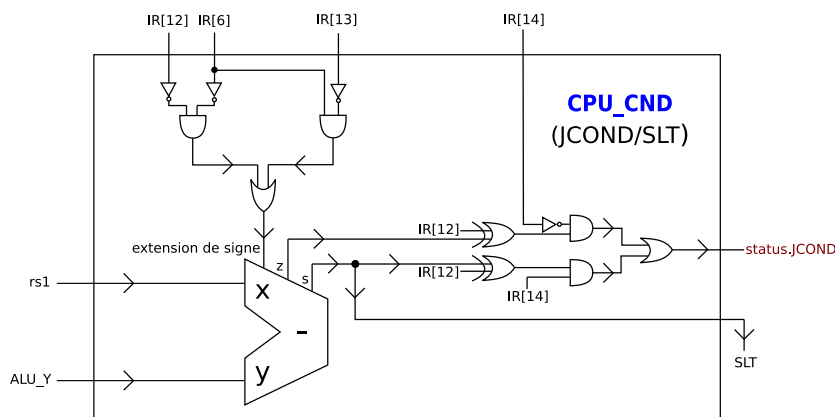 IR[12] IR[6] IR[13] IR[14]
CPU_CND
(JCOND/SLT)
IR[12]
extension de signe
z
status.JCOND
s
IR[12]
rs1
x
IR[14]
-
SLT
ALU_Y
y